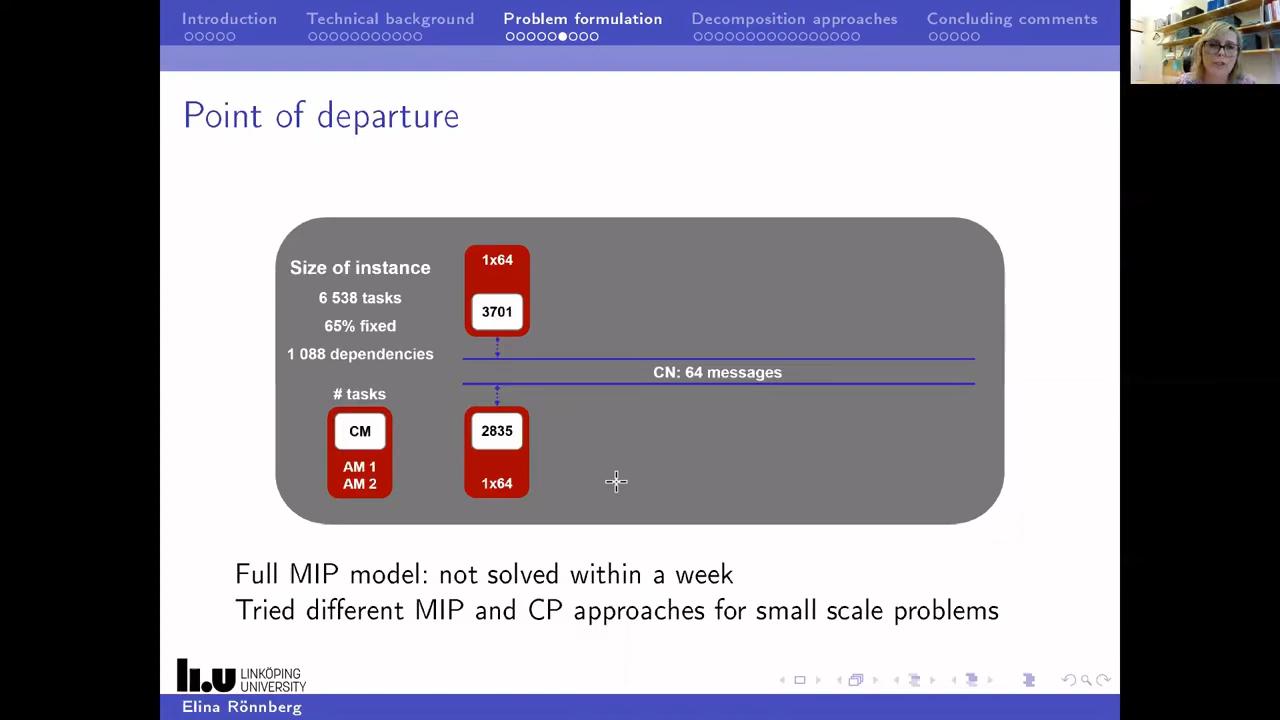 Introduction
Technical background
Problem formulation
Decomposition approaches
Concluding comments
Point of departure
Size of instance
6 538 tasks
65% fixed
1 088 dependencies
# tasks
CM
AM 1
AM 2
1x64
3701
CN: 64 messages
2835
1x64
Full MIP model: not solved within a week
Tried different MIP and CP approaches for small scale problems
li.u LINKÖPING
UNIVERSITY
Elina Rönnberg